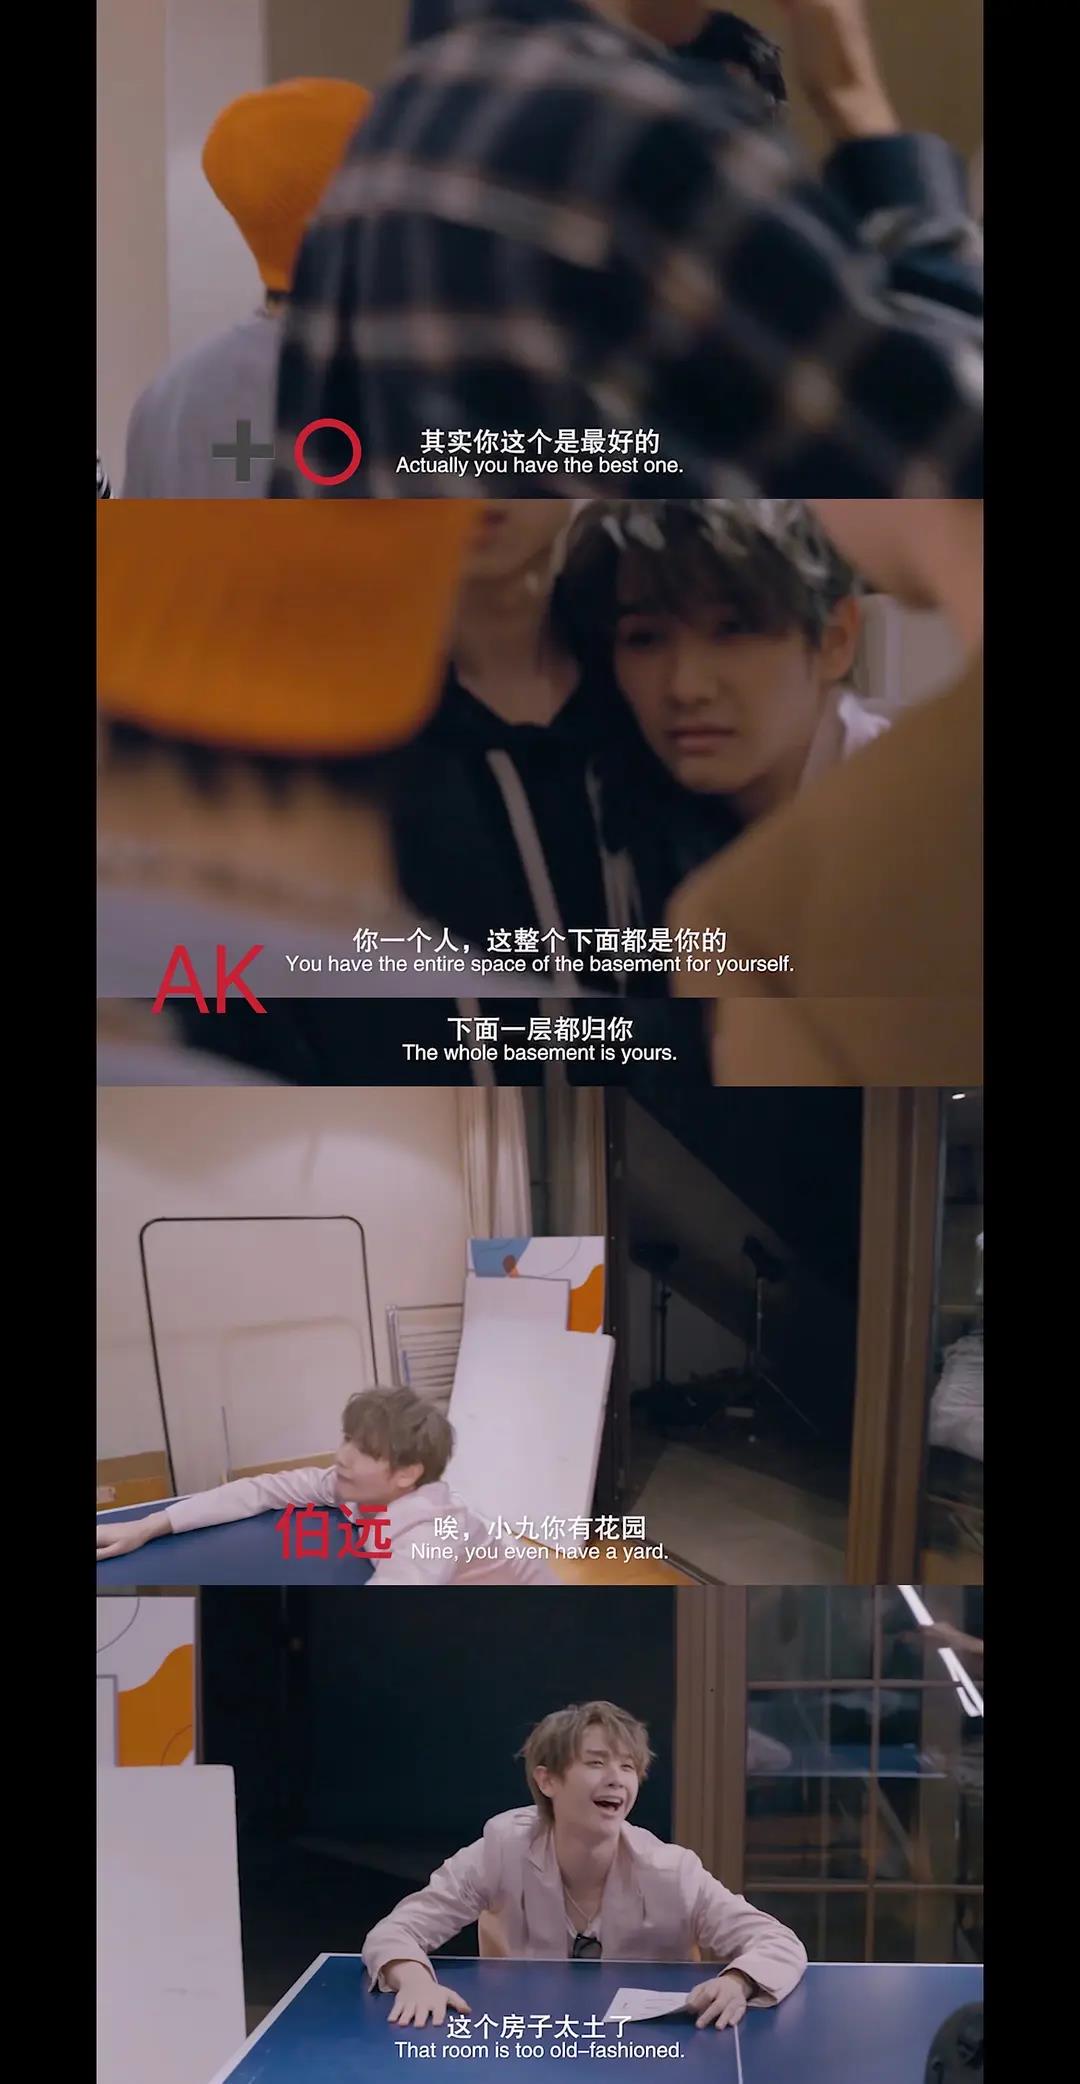 +O
其实你这个是最好的
Actually you have the best one.
你一个人，这整个下面都是你的
You have the entire space of the basement for yourself.
AK
下面一层都归你
The whole basement is yours.
伯远
唉，小九你有花园
Nine, you even have a yard.
这个房子太土了
That room is too old-fashioned.